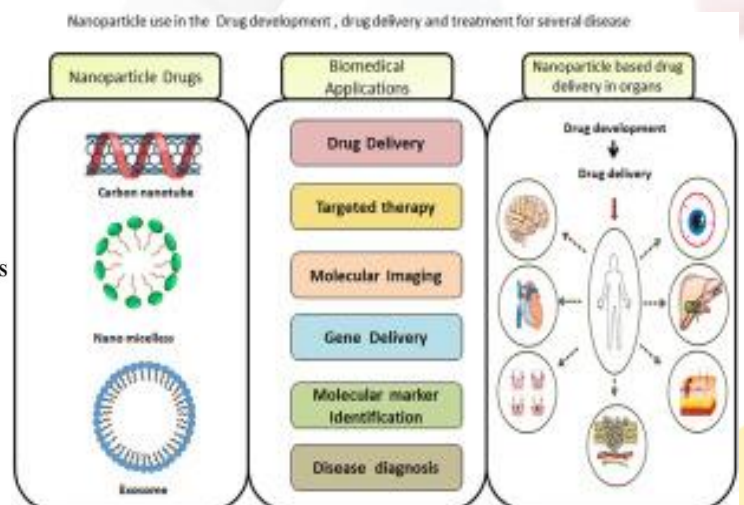 Nanoparticle use in the Drug development , drug delivery and treatment for several disease
Nanoparticle Drugs
Carbon nanotube
Nano micelless
Exosome
Biomedical
Applications
Drug Delivery
Targeted therapy
Molecular Imaging
Gene Delivery
Molecular marker
Identification
Disease diagnosis
Nanoparticle based drug
delivery in organs
Drug development
Drug delivery
s